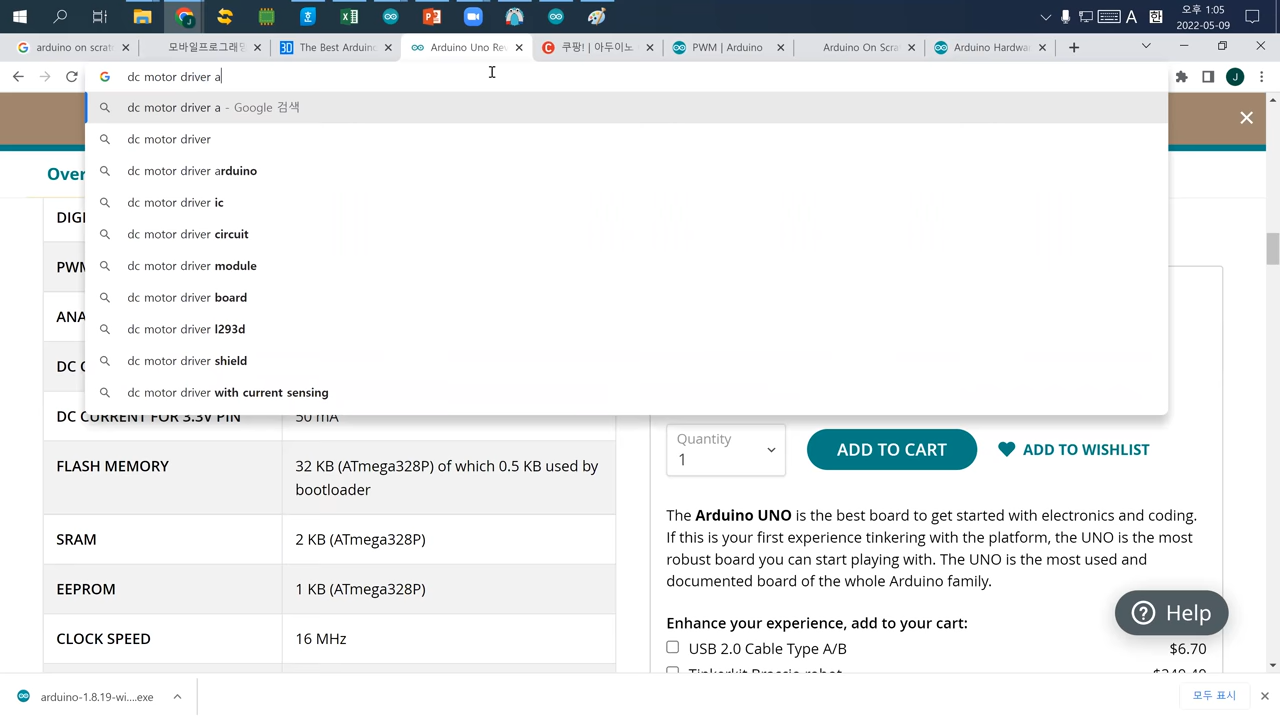 A
한
오후 1:05
2022-05-09
arduino on scrat
모바일프로그래밍
The Best Arduino
Arduino Uno Rev
쿠팡! | 아두이노
PWM | Arduino
Arduino On Scra
Arduino Hardwa
dc motor driver a
J
dc motor driver a - Google 검색
dc motor driver
dc motor driver arduino
dc motor driver ic
dc motor driver circuit
dc motor driver module
dc motor driver board
dc motor driver l293d
dc motor driver shield
dc motor driver with current sensing
Over
DIGI
PWM
ANA
DC C
DC CURRENT FOR 3.3V PIN 50 mA
FLASH MEMORY 32 KB (ATmega328P) of which 0.5 KB used by
bootloader
SRAM 2 KB (ATmega328P)
EEPROM 1 KB (ATmega328P)
CLOCK SPEED 16 MHz
Quantity
1
ADD TO CART
ADD TO WISHLIST
The Arduino UNO is the best board to get started with electronics and coding.
If this is your first experience tinkering with the platform, the UNO is the most
robust board you can start playing with. The UNO is the most used and
documented board of the whole Arduino family.
Help
Enhance your experience, add to your cart:
USB 2.0 Cable Type A/B $6.70
arduino-1.8.19-wi....exe
모두 표시